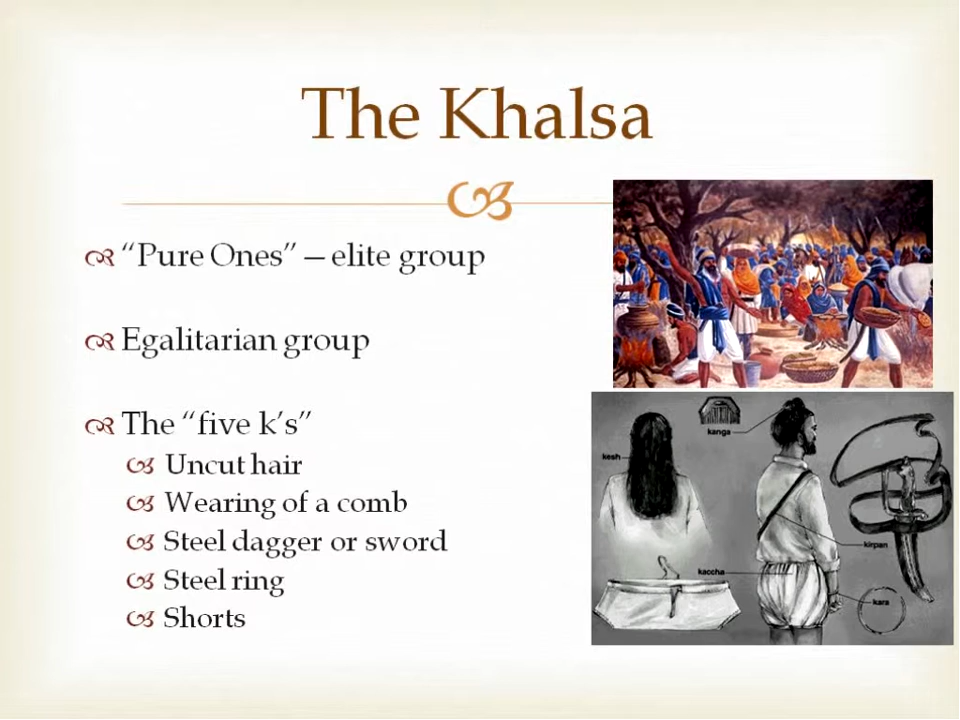 The Khalsa
“Pure Ones” – elite group
Egalitarian group
The “five k’s”
Uncut hair
Wearing of a comb
Steel dagger or sword
Steel ring
Shorts
kanga
kesh
kirpan
kaccha
kara